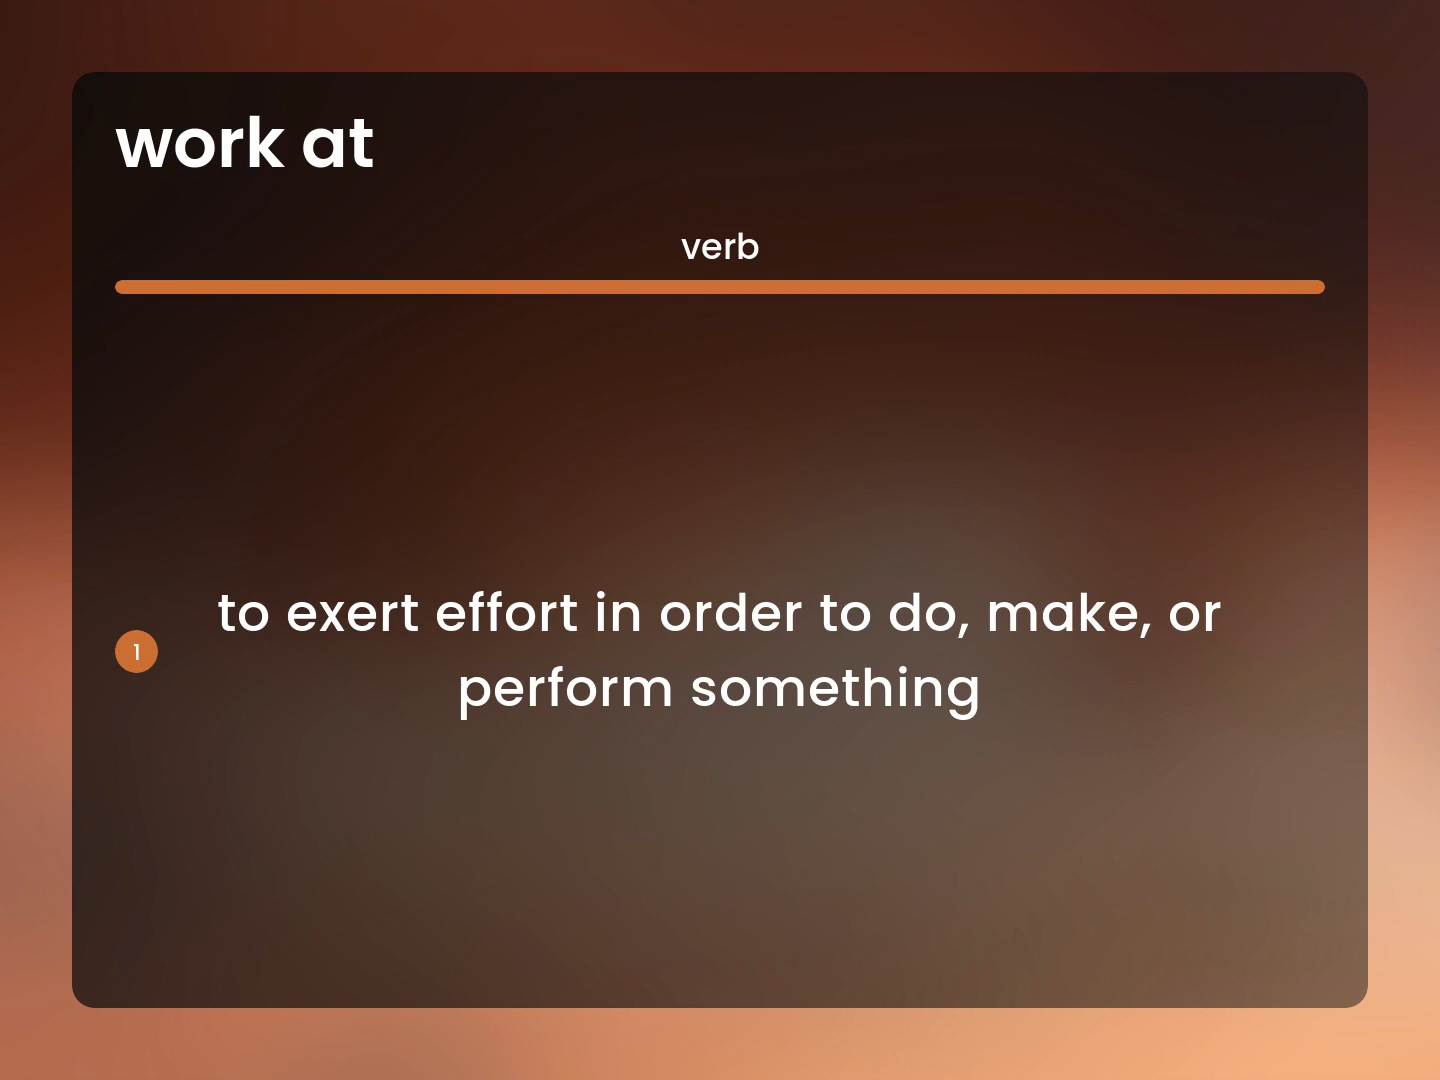 work at
verb
1
to exert effort in order to do, make, or
perform something